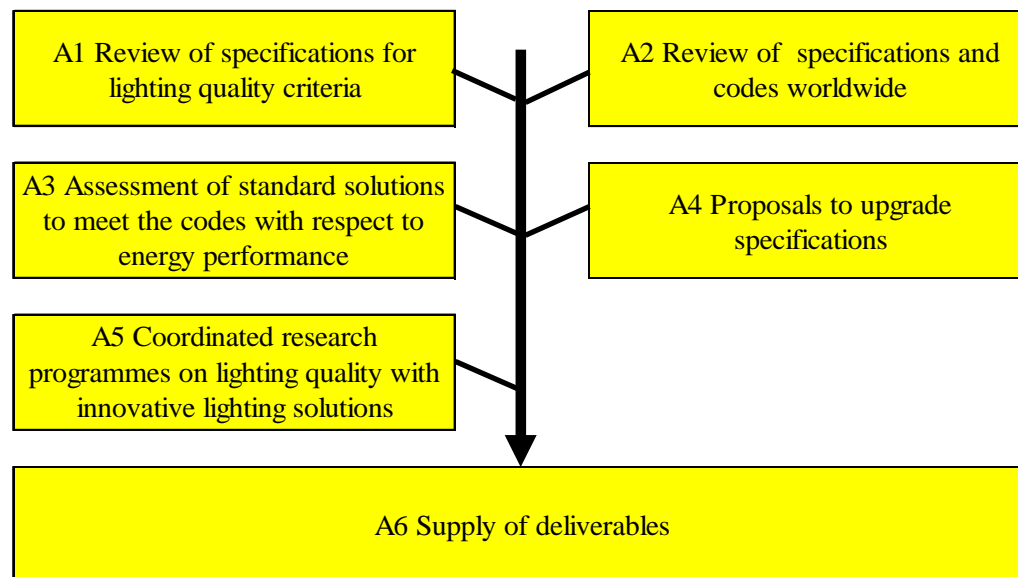 A1 Review of specifications for
lighting quality criteria
A2 Review of specifications and
codes worldwide
A3 Assessment of standard solutions
to meet the codes with respect to
energy performance
A4 Proposals to upgrade
specifications
A5 Coordinated research
programmes on lighting quality with
innovative lighting solutions
A6 Supply of deliverables